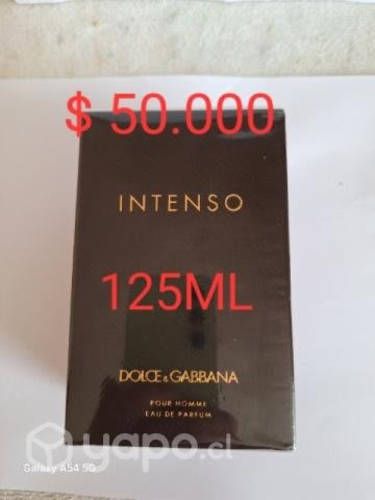 $ 50.000
INTENSO
125ML
DOLCE & GABBANA
POUR HOMME
EAU DE PARFUM
yapo.cl
Galaxy A54 5G